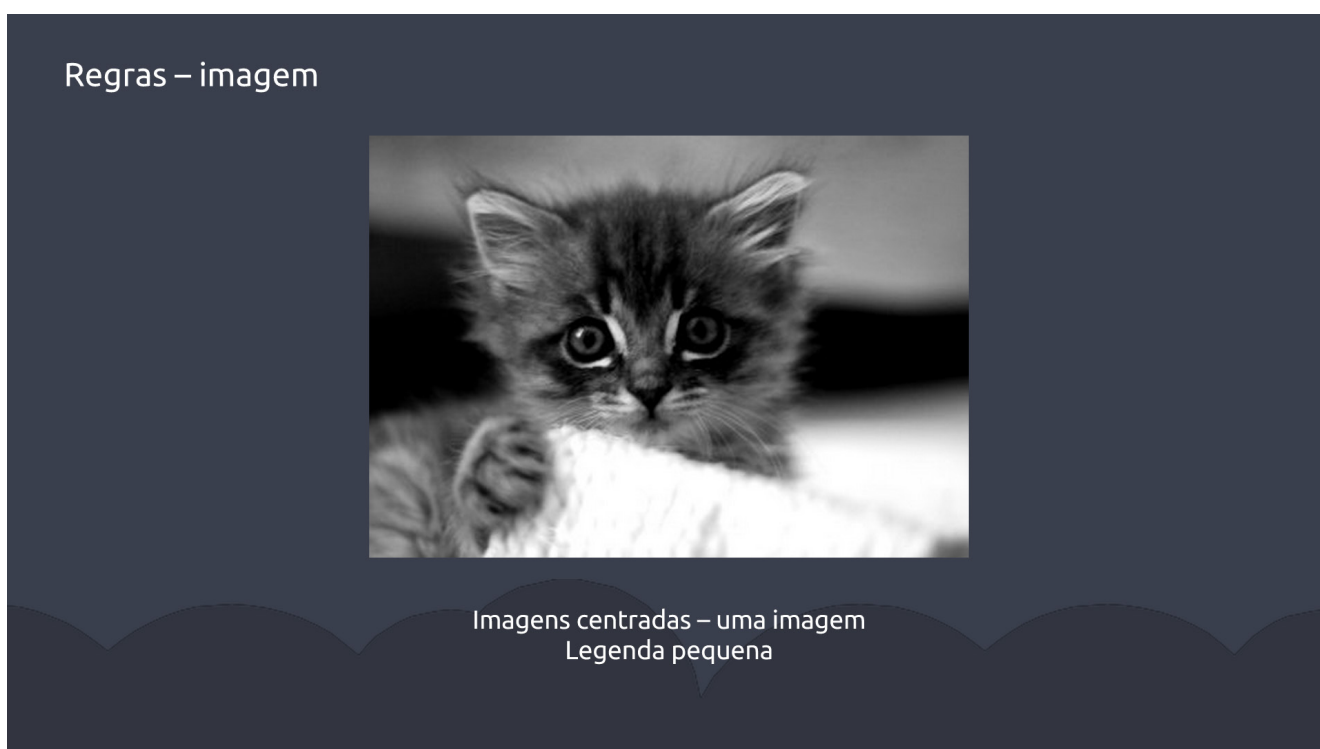 Regras – imagem
Imagens centradas – uma imagem
Legenda pequena